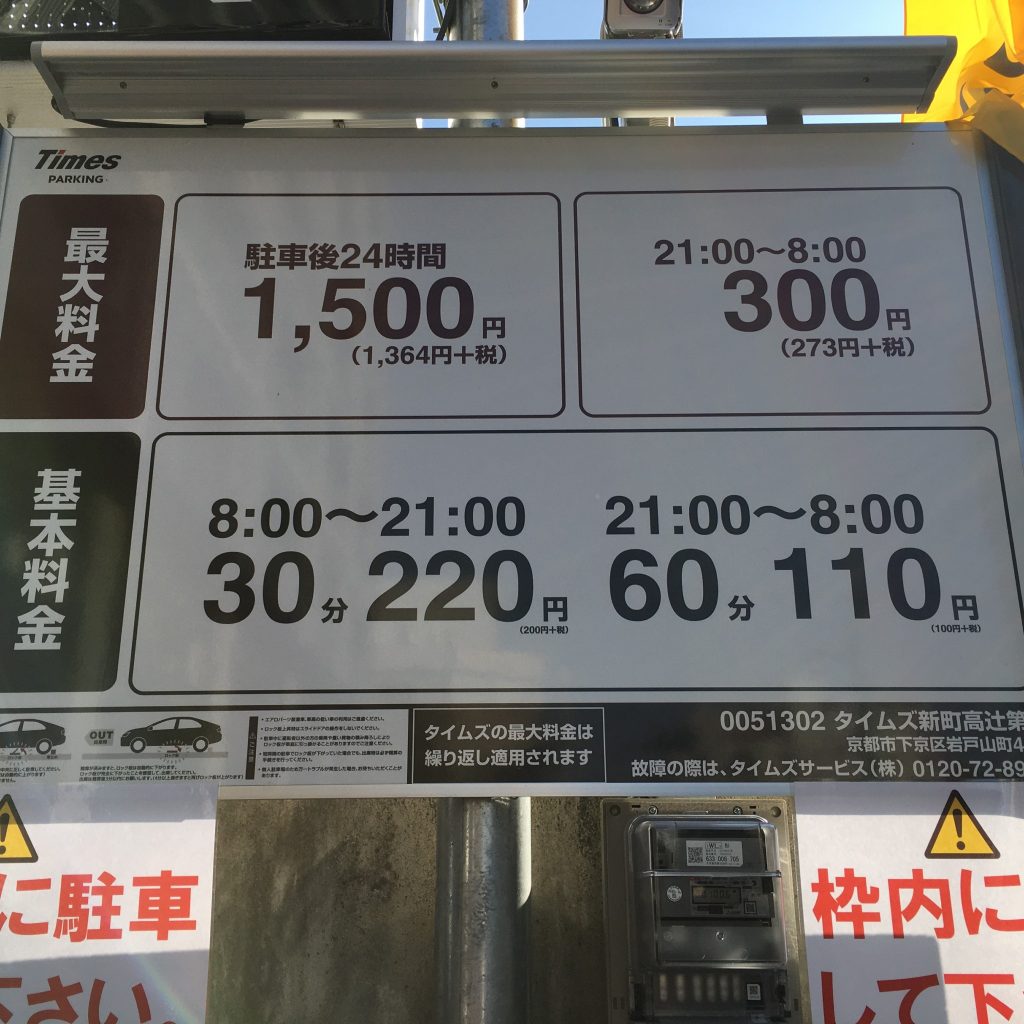 Times
PARKING
最大料金
駐車後24時間
1,500円
(1,364円+税)
21:00〜8:00
300円
(273円+税)
基本料金
8:00〜21:00
30分 220円
(200円+税)
21:00〜8:00
60分 110円
(100円+税)
OUT
タイムズの最大料金は
繰り返し適用されます
0051302 タイムズ新町高辻第
京都市下京区岩戸山町4
故障の際は、タイムズサービス(株) 0120-72-89
に駐車
下さい。
枠内に
して下
633 006 705